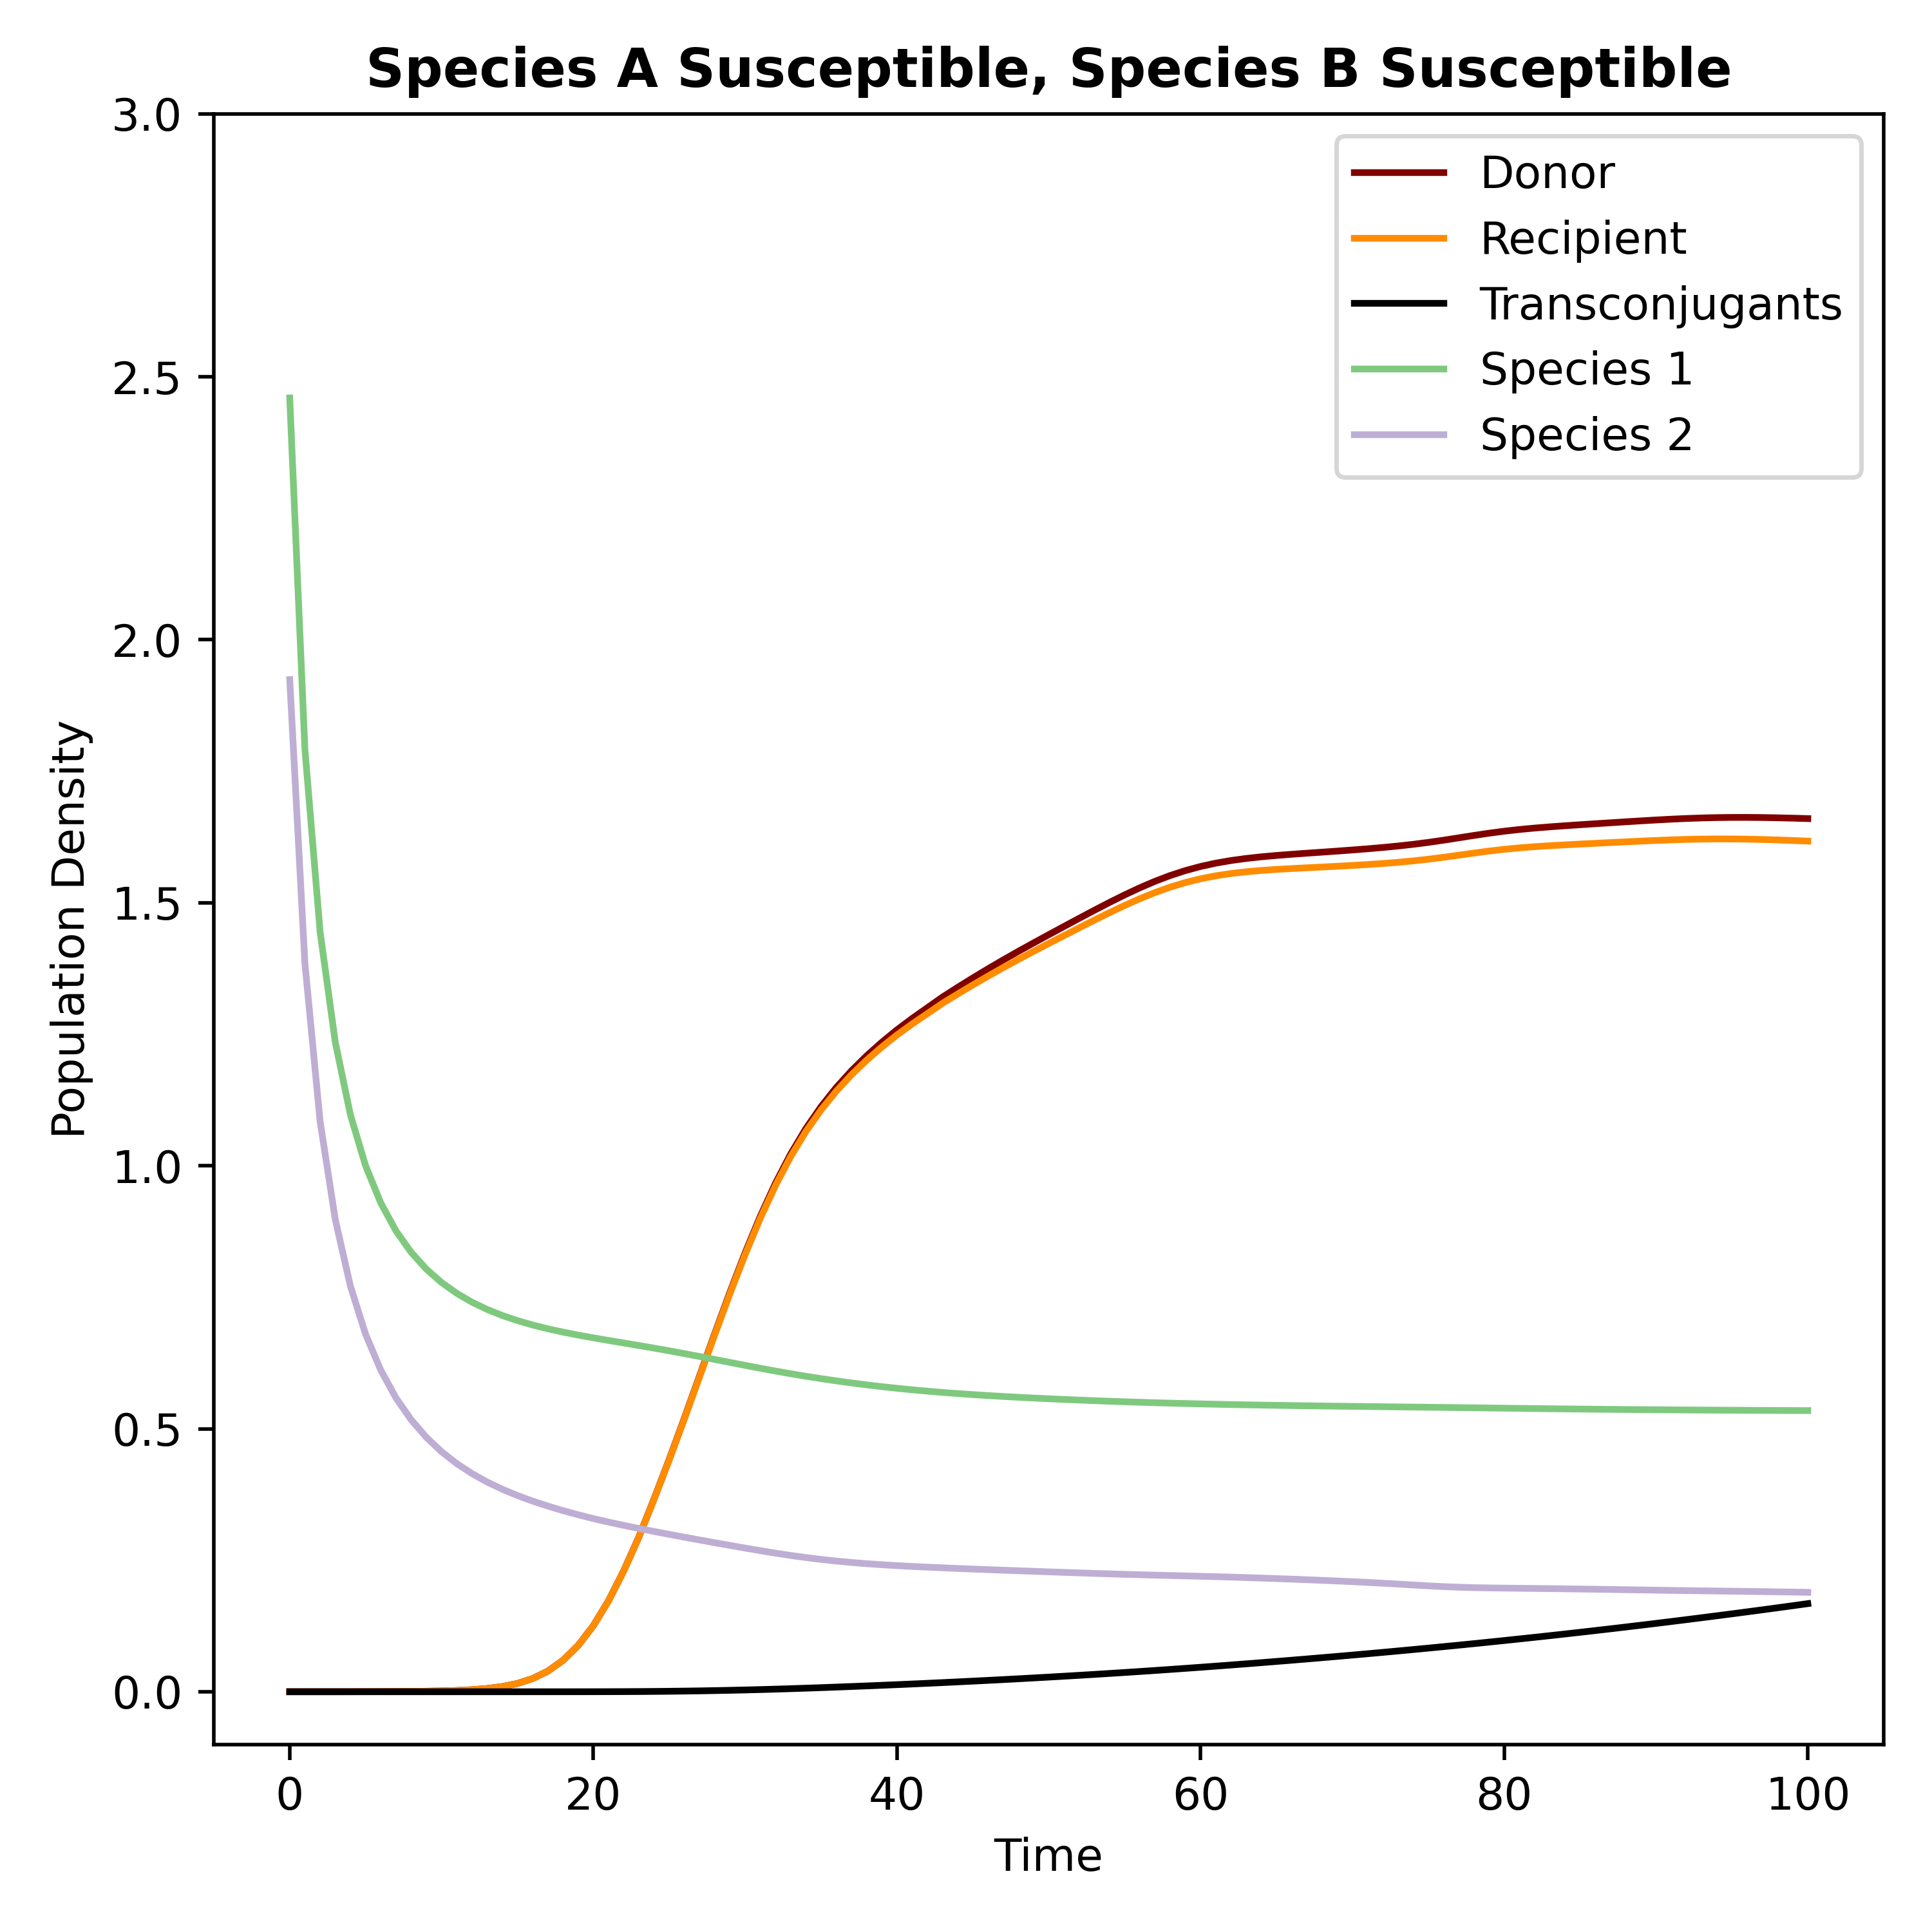 Species A Susceptible, Species B Susceptible
3.0
2.5
2.0
1.5
1.0
0.5
0.0
Population Density
Donor
Recipient
Transconjugants
Species 1
Species 2
0 20 40 60 80 100
Time